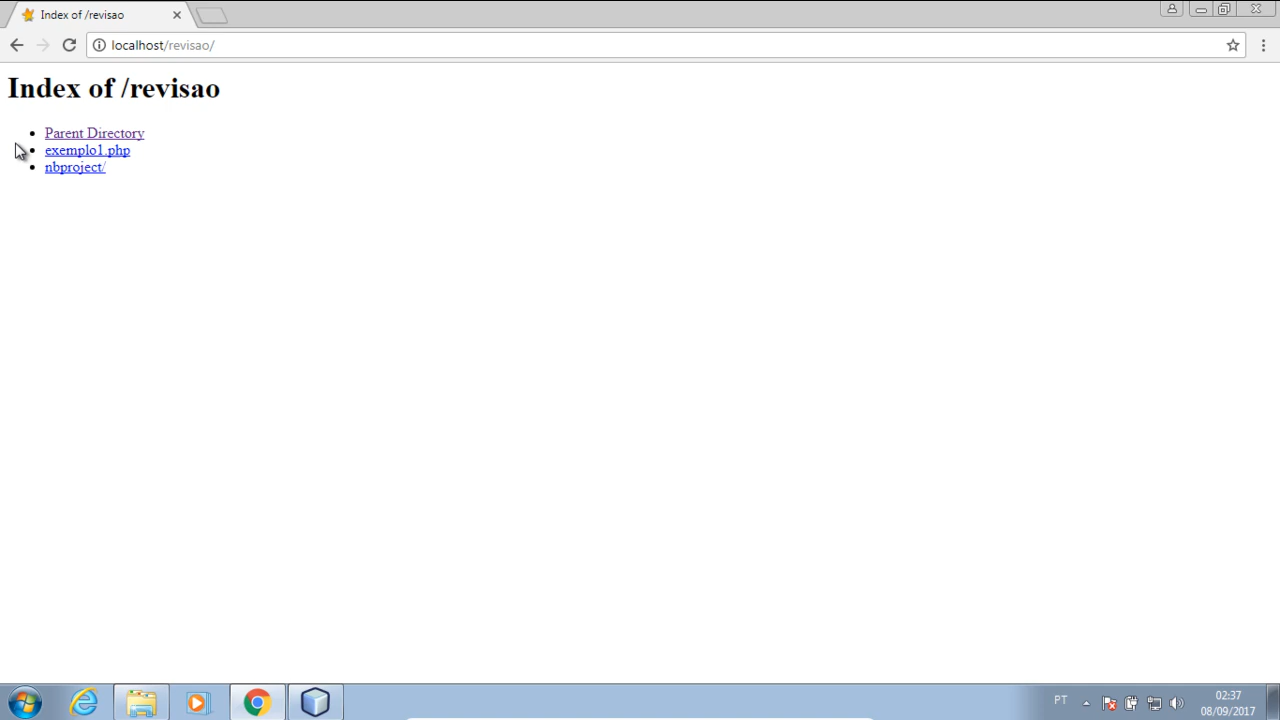 Index of /revisao
localhost/revisao/
Index of /revisao
Parent Directory
exemplo1.php
nbproject/
PT
02:37
08/09/2017